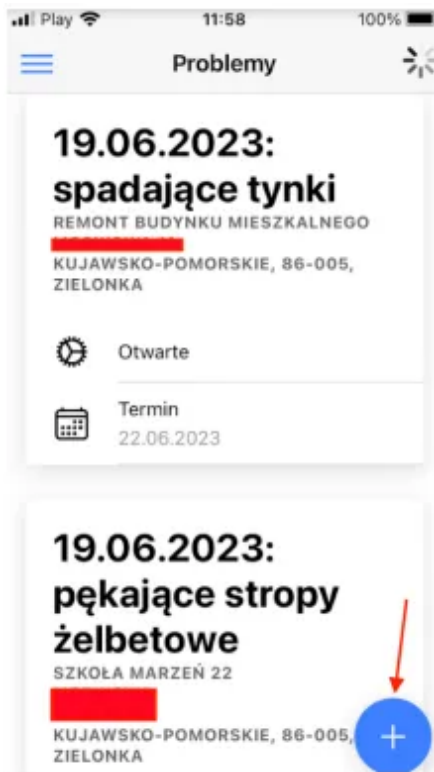 Play 11:58 100%
Problemy
19.06.2023:
spadające tynki
REMONT BUDYNKU MIESZKALNEGO
KUJAWSKO-POMORSKIE, 86-005,
ZIELONKA
Otwarte
Termin
22.06.2023
19.06.2023:
pękające stropy
żelbetowe
SZKOŁA MARZEŃ 22
KUJAWSKO-POMORSKIE, 86-005,
ZIELONKA